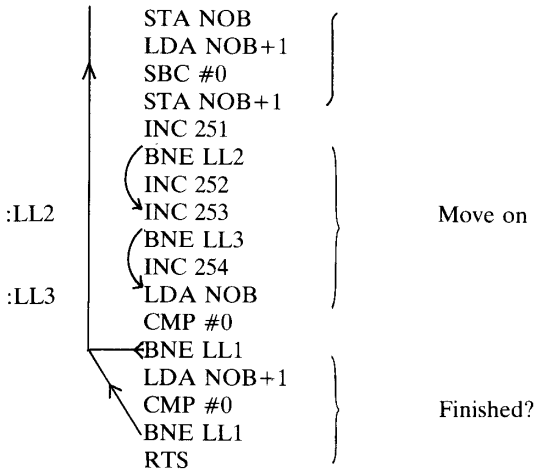 STA NOB
LDA NOB+1
SBC #0
STA NOB+1
INC 251
BNE LL2
INC 252
:LL2 INC 253 Move on
BNE LL3
INC 254
:LL3 LDA NOB
CMP #0
BNE LL1
LDA NOB+1
CMP #0 Finished?
BNE LL1
RTS